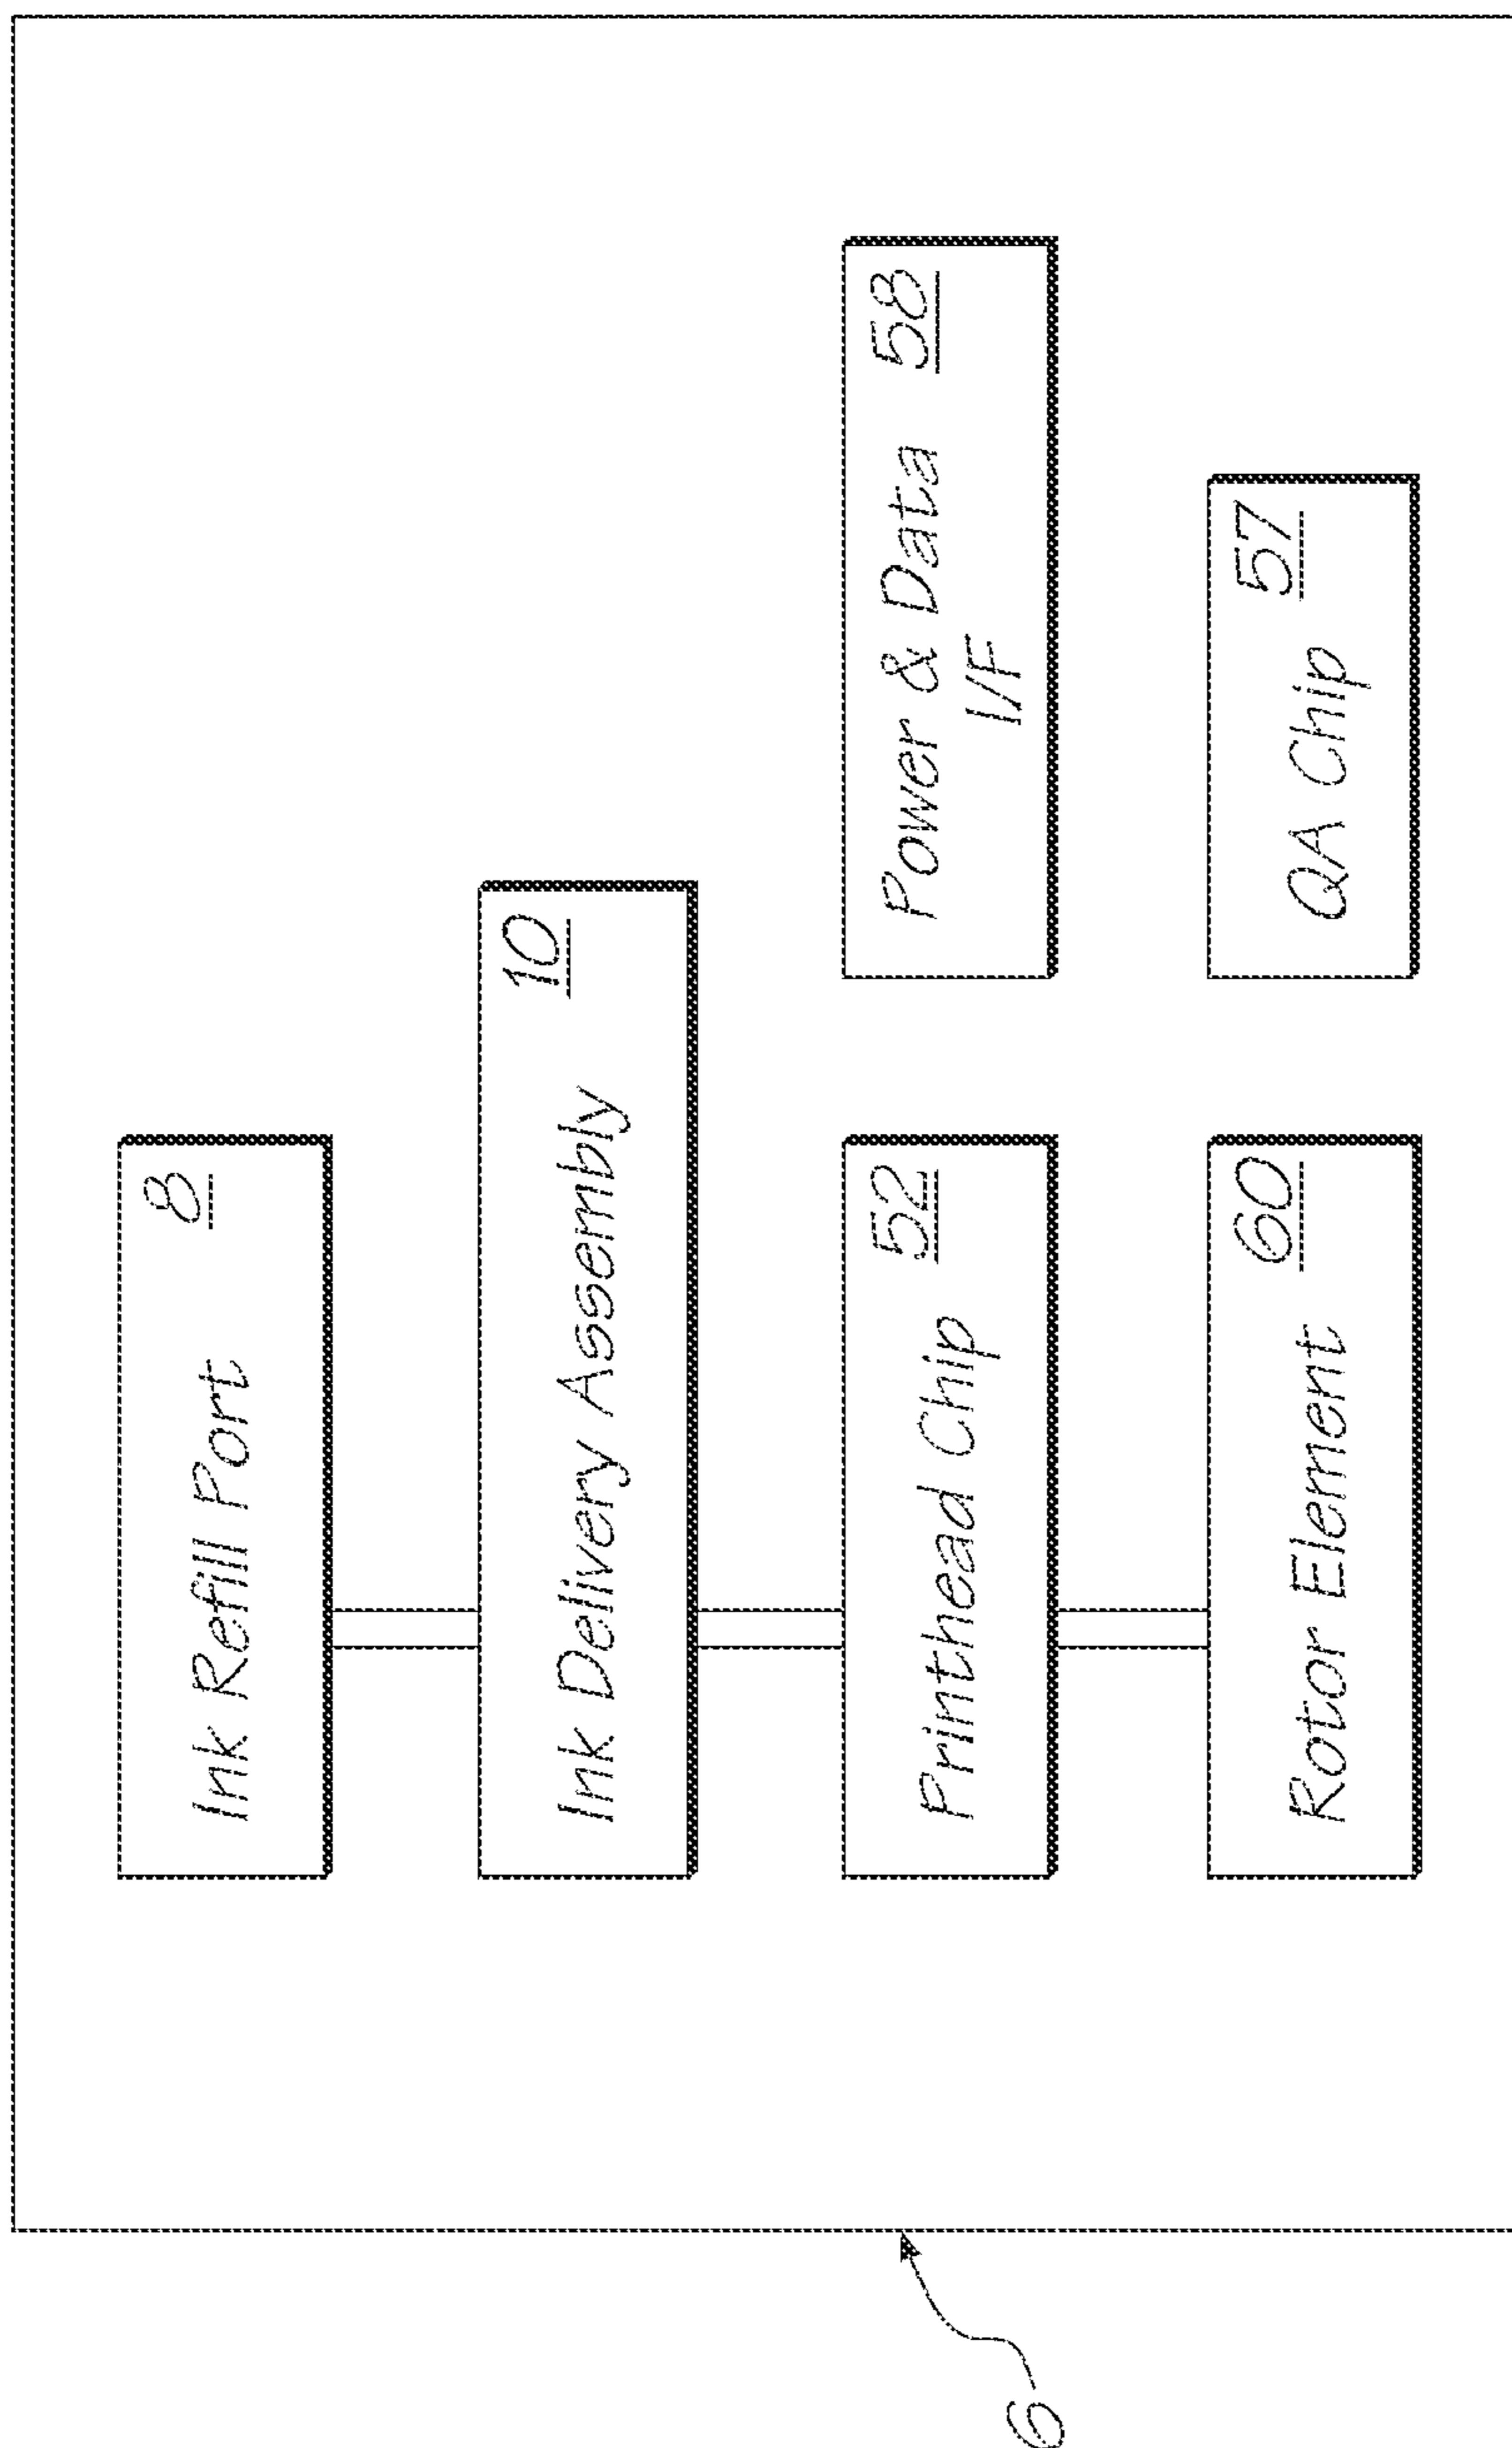 Ink Refill Port 8
Ink Delivery Assembly 10
Printhead Chip 52
Power & Data 58
I/F
Rotor Element 60
QA Chip 57
6